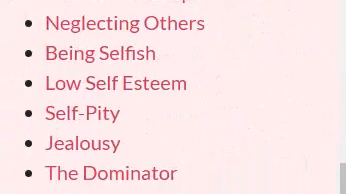 Neglecting Others
Being Selfish
Low Self Esteem
Self-Pity
Jealousy
The Dominator